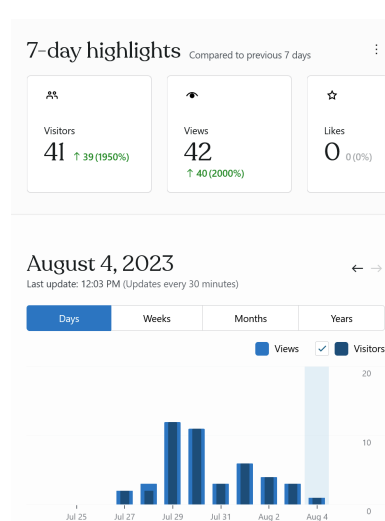 7-day highlights Compared to previous 7 days
Visitors
41 ↑ 39 (1950%)
Views
42
↑ 40 (2000%)
Likes
0 0 (0%)
August 4, 2023
← →
Last update: 12:03 PM (Updates every 30 minutes)
Days Weeks Months Years
Views Visitors
20
10
0
Jul 25 Jul 27 Jul 29 Jul 31 Aug 2 Aug 4